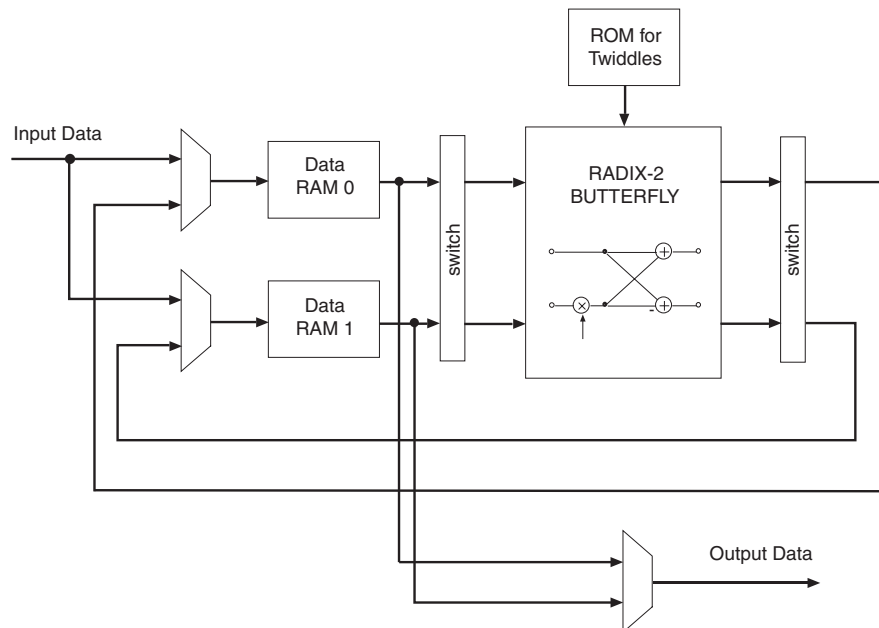 ROM for
Twiddles
Input Data
Data
RAM 0
switch
RADIX-2
BUTTERFLY
switch
Data
RAM 1
-
Output Data